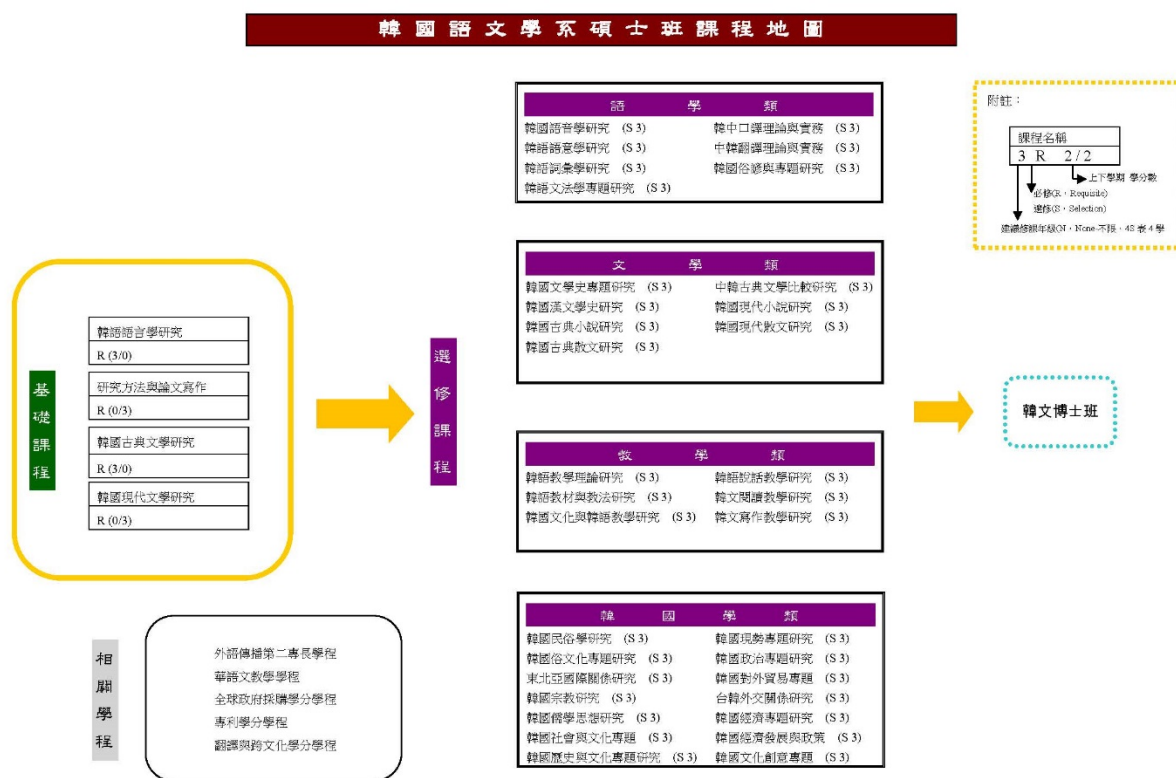 韓國語文學系碩士班課程地圖
附註：
課程名稱
3 R 2/2
上下學期 學分數
必修(R，Requisite)
選修(S，Selection)
建議修課年級(N，None-不限，4S 表 4 學
基礎課程
韓語語言學研究
R (3/0)
研究方法與論文寫作
R (0/3)
韓國古典文學研究
R (3/0)
韓國現代文學研究
R (0/3)
相關學程
外語傳播第二專長學程
華語文教學學程
全球政府採購學分學程
專利學分學程
翻譯與跨文化學分學程
選修課程
語 學 類
韓國語音學研究 (S 3) 韓中口譯理論與實務 (S 3)
韓語語意學研究 (S 3) 中韓翻譯理論與實務 (S 3)
韓語詞彙學研究 (S 3) 韓國俗諺與專題研究 (S 3)
韓語文法學專題研究 (S 3)
文 學 類
韓國文學史專題研究 (S 3) 中韓古典文學比較研究 (S 3)
韓國漢文學史研究 (S 3) 韓國現代小說研究 (S 3)
韓國古典小說研究 (S 3) 韓國現代散文研究 (S 3)
韓國古典散文研究 (S 3)
教 學 類
韓語教學理論研究 (S 3) 韓語說話教學研究 (S 3)
韓語教材與教法研究 (S 3) 韓文閱讀教學研究 (S 3)
韓國文化與韓語教學研究 (S 3) 韓文寫作教學研究 (S 3)
韓 國 學 類
韓國民俗學研究 (S 3) 韓國現勢專題研究 (S 3)
韓國俗文化專題研究 (S 3) 韓國政治專題研究 (S 3)
東北亞國際關係研究 (S 3) 韓國對外貿易專題 (S 3)
韓國宗教研究 (S 3) 台韓外交關係研究 (S 3)
韓國儒學思想研究 (S 3) 韓國經濟專題研究 (S 3)
韓國社會與文化專題 (S 3) 韓國經濟發展與政策 (S 3)
韓國歷史與文化專題研究 (S 3) 韓國文化創意專題 (S 3)
韓文博士班